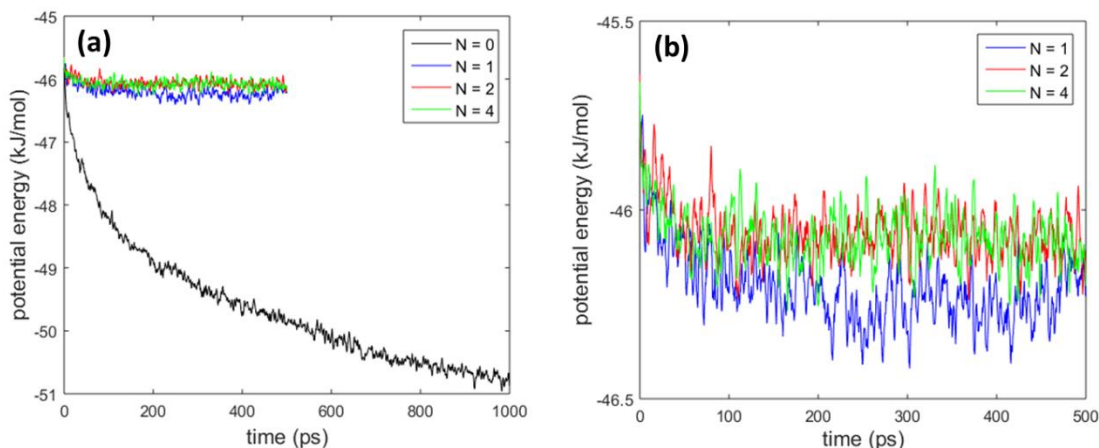 (a)
N = 0
N = 1
N = 2
N = 4
potential energy (kJ/mol)
-45
-46
-47
-48
-49
-50
-51
0 200 400 600 800 1000
time (ps)
(b)
N = 1
N = 2
N = 4
potential energy (kJ/mol)
-45.5
-46
-46.5
0 100 200 300 400 500
time (ps)